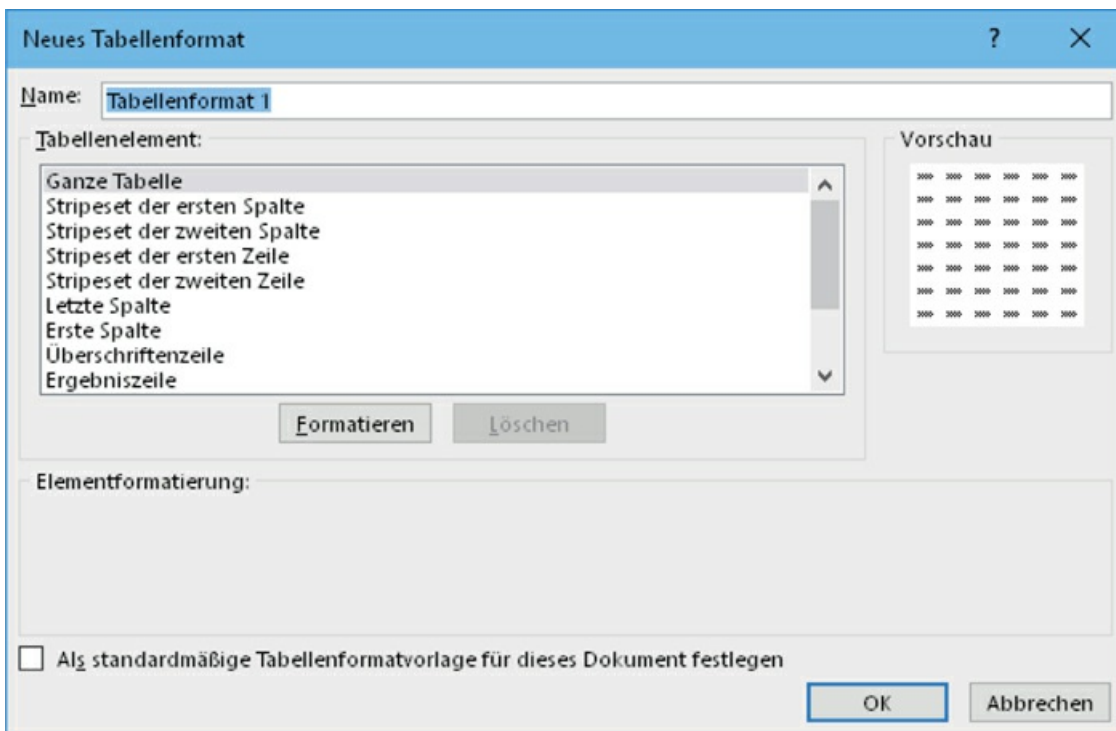 Neues Tabellenformat ?
Name: Tabellenformat 1
Tabellenelement:
Ganze Tabelle
Stripeset der ersten Spalte
Stripeset der zweiten Spalte
Stripeset der ersten Zeile
Stripeset der zweiten Zeile
Letzte Spalte
Erste Spalte
Überschriftenzeile
Ergebniszeile
Formatieren Löschen
Vorschau
Elementformatierung:
Als standardmäßige Tabellenformatvorlage für dieses Dokument festlegen
OK Abbrechen